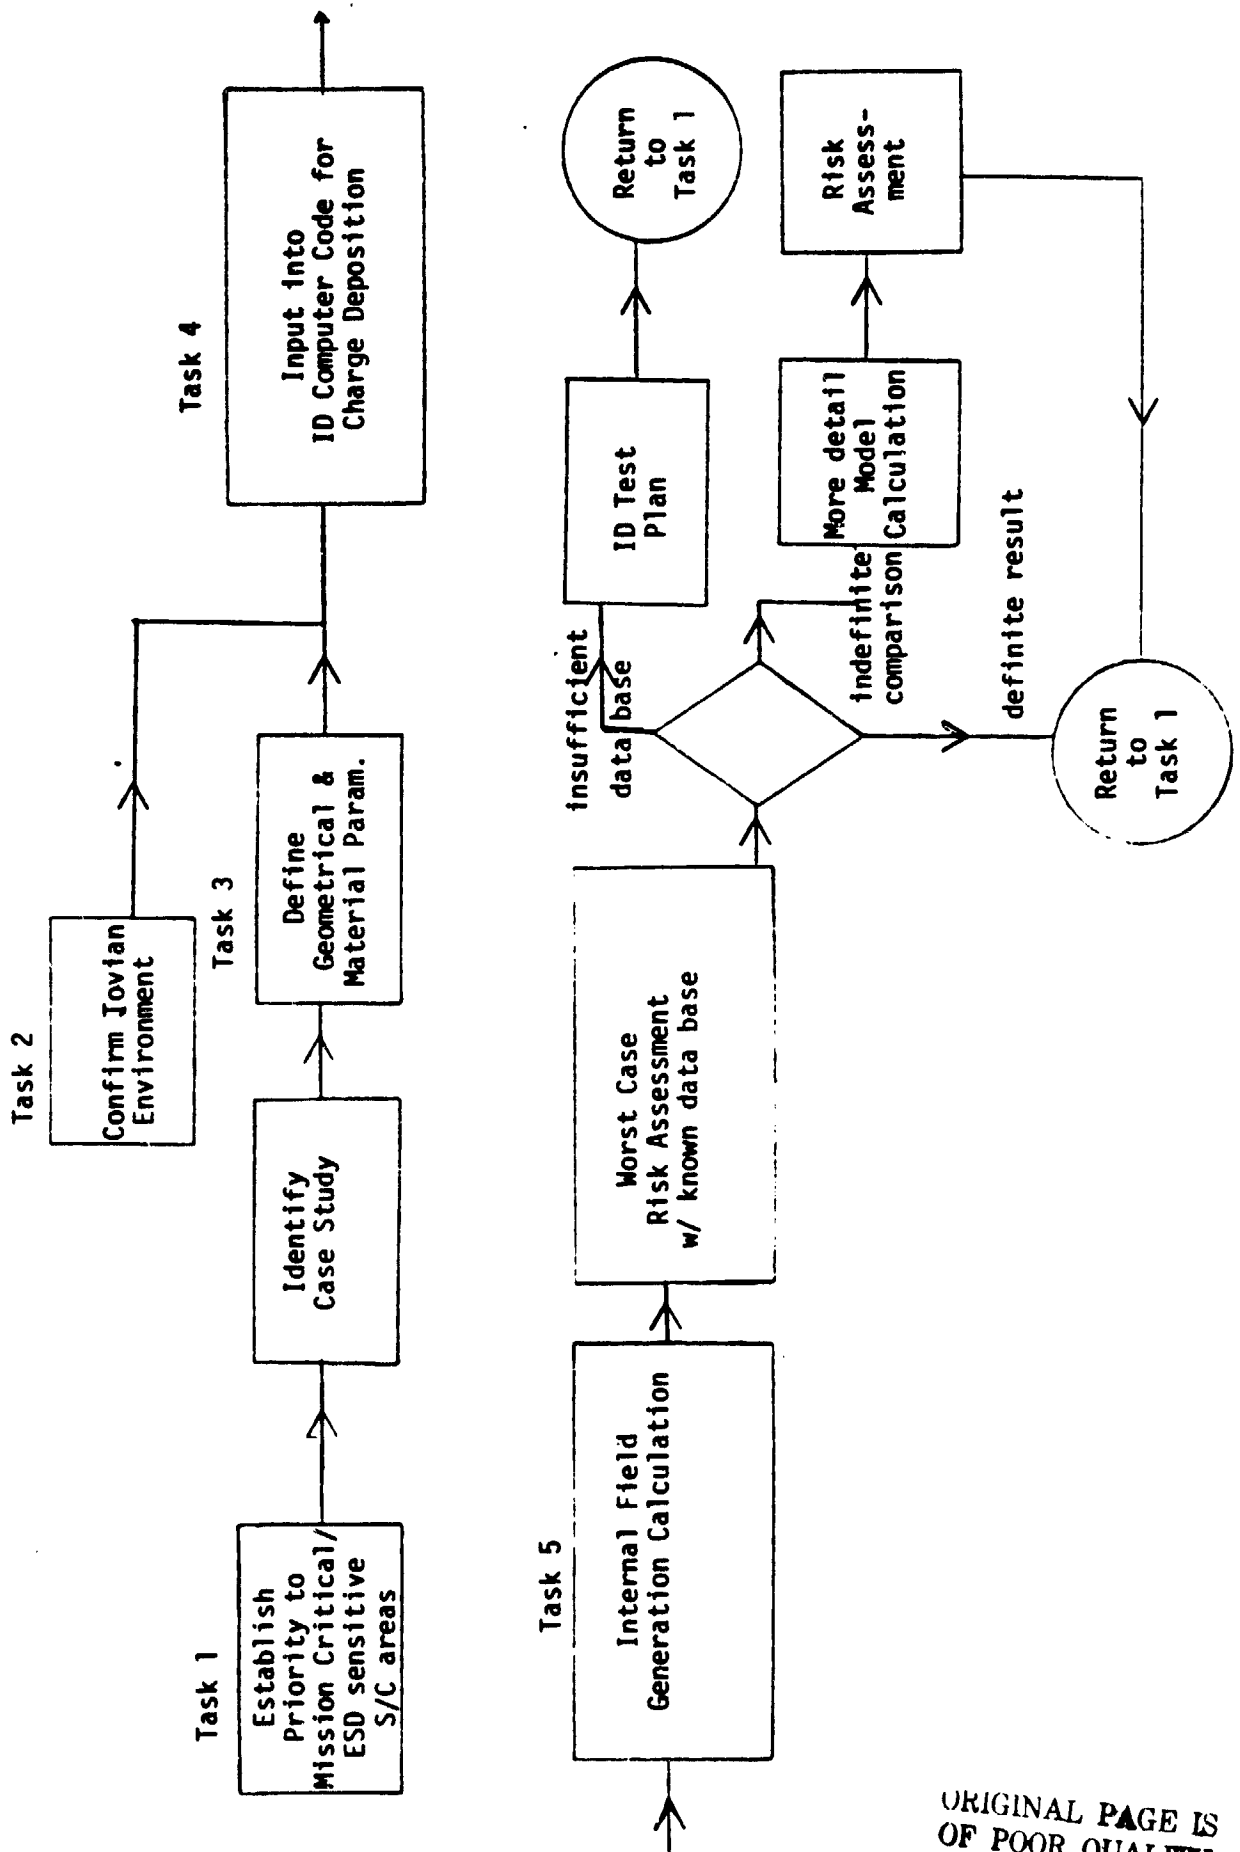 Task 1
Establish
Priority to
Mission Critical/
ESD sensitive
S/C areas
Identify
Case Study
Task 2
Confirm Jovian
Environment
Task 3
Define
Geometrical &
Material Param.
Task 4
Input into
ID Computer Code for
Charge Deposition
Task 5
Internal Field
Generation Calculation
Worst Case
Risk Assessment
w/ known data base
insufficient
data base
ID Test
Plan
Return
to
Task 1
indefinite
comparison
More detail
Model
Calculation
Risk
Assess-
ment
definite result
Return
to
Task 1
ORIGINAL PAGE IS
OF POOR QUALITY